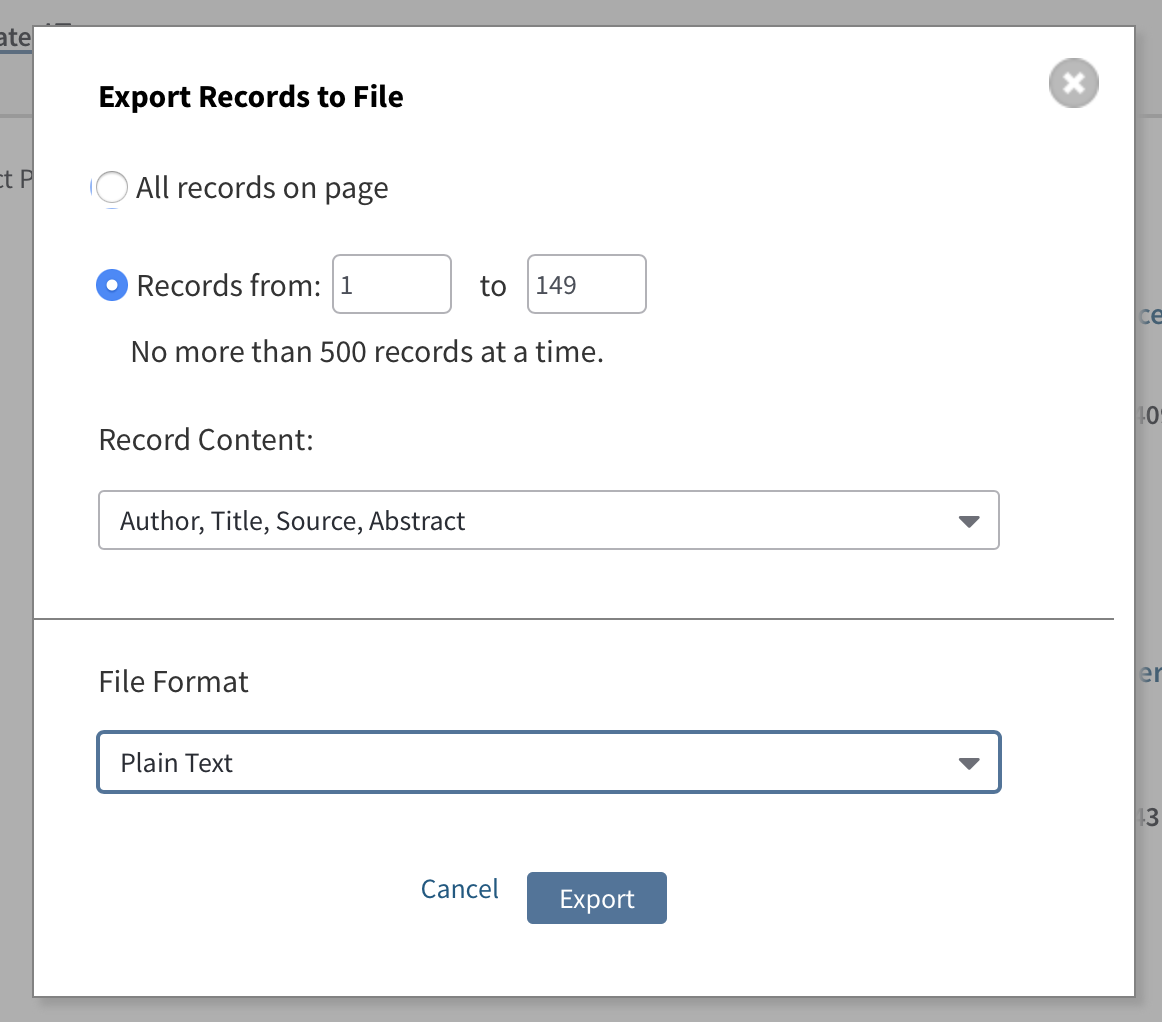 Export Records to File
All records on page
Records from: 1 to 149
No more than 500 records at a time.
Record Content:
Author, Title, Source, Abstract
File Format
Plain Text
Cancel Export